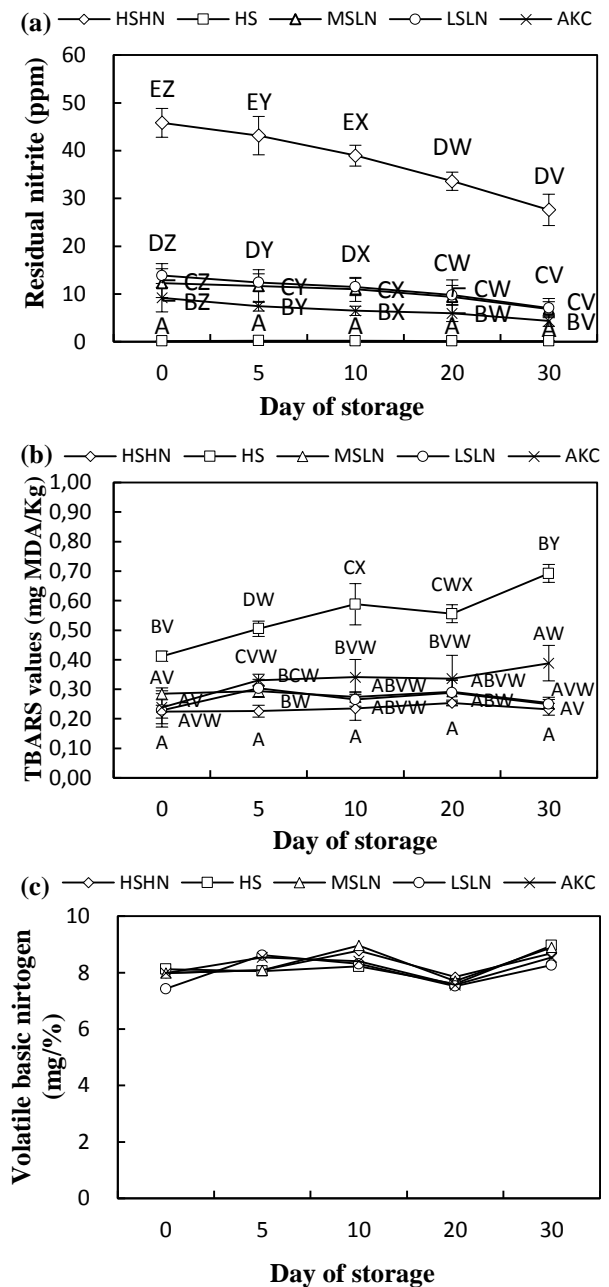 (a) HSHN HS MSLN LSLN AKC
Residual nitrite (ppm)
60
50
40
30
20
10
0
EZ EY EX DW DV
DZ DY DX CW CV
CZ CY CX CW CV
BZ BY BX BW BV
A A A A A
0 5 10 20 30
Day of storage
(b) HSHN HS MSLN LSLN AKC
TBARS values (mg MDA/Kg)
1,00
0,90
0,80
0,70
0,60
0,50
0,40
0,30
0,20
0,10
0,00
BV DW CX CWX BY
AV CVW BVW BVW AW
AV BCW ABVW ABVW AVW
AVW BW ABVW ABW AV
A A A A A
0 5 10 20 30
Day of storage
(c) HSHN HS MSLN LSLN AKC
Volatile basic nirtogen
(mg/%)
10
8
6
4
2
0
0 5 10 20 30
Day of storage